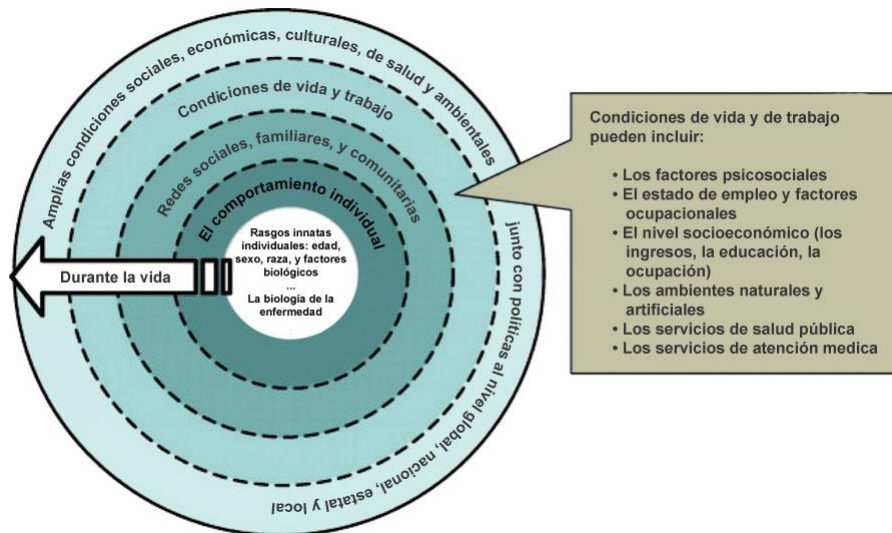 Amplias condiciones sociales, económicas, culturales, de salud y ambientales
junto con políticas al nivel global, nacional, estatal y local
Condiciones de vida y trabajo
Redes sociales, familiares, y comunitarias
El comportamiento individual
Rasgos innatas
individuales: edad,
sexo, raza, y factores
biológicos
...
La biología de la
enfermedad
Durante la vida
Condiciones de vida y de trabajo
pueden incluir:
• Los factores psicosociales
• El estado de empleo y factores
ocupacionales
• El nivel socioeconómico (los
ingresos, la educación, la
ocupación)
• Los ambientes naturales y
artificiales
• Los servicios de salud pública
• Los servicios de atención medica